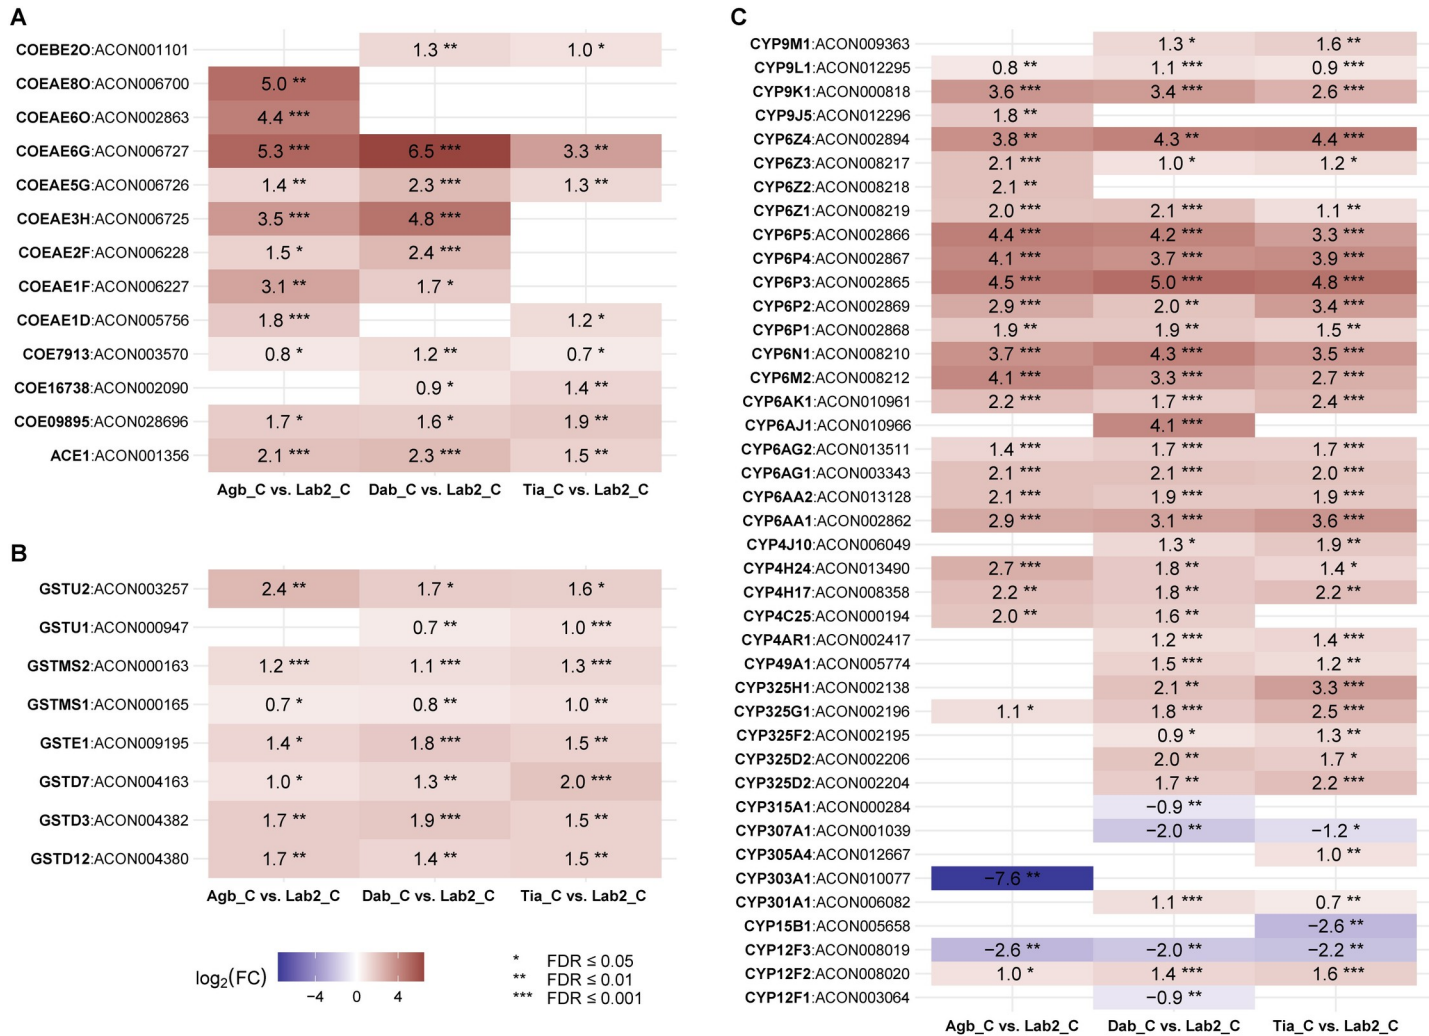 A
COEBE2O:ACON001101 1.3 ** 1.0 *
COEAE8O:ACON006700 5.0 **
COEAE6O:ACON002863 4.4 ***
COEAE6G:ACON006727 5.3 *** 6.5 *** 3.3 **
COEAE5G:ACON006726 1.4 ** 2.3 *** 1.3 **
COEAE3H:ACON006725 3.5 *** 4.8 ***
COEAE2F:ACON006228 1.5 * 2.4 ***
COEAE1F:ACON006227 3.1 ** 1.7 *
COEAE1D:ACON005756 1.8 *** 1.2 *
COE7913:ACON003570 0.8 * 1.2 ** 0.7 *
COE16738:ACON002090 0.9 * 1.4 **
COE09895:ACON028696 1.7 * 1.6 * 1.9 **
ACE1:ACON001356 2.1 *** 2.3 *** 1.5 **
Agb_C vs. Lab2_C Dab_C vs. Lab2_C Tia_C vs. Lab2_C
B
GSTU2:ACON003257 2.4 ** 1.7 * 1.6 *
GSTU1:ACON000947 0.7 ** 1.0 ***
GSTMS2:ACON000163 1.2 *** 1.1 *** 1.3 ***
GSTMS1:ACON000165 0.7 * 0.8 ** 1.0 **
GSTE1:ACON009195 1.4 * 1.8 *** 1.5 **
GSTD7:ACON004163 1.0 * 1.3 ** 2.0 ***
GSTD3:ACON004382 1.7 ** 1.9 *** 1.5 **
GSTD12:ACON004380 1.7 ** 1.4 ** 1.5 **
Agb_C vs. Lab2_C Dab_C vs. Lab2_C Tia_C vs. Lab2_C
log2(FC)
−4 0 4
* FDR ≤ 0.05
** FDR ≤ 0.01
*** FDR ≤ 0.001
C
CYP9M1:ACON009363 1.3 * 1.6 **
CYP9L1:ACON012295 0.8 ** 1.1 *** 0.9 ***
CYP9K1:ACON000818 3.6 *** 3.4 *** 2.6 ***
CYP9J5:ACON012296 1.8 **
CYP6Z4:ACON002894 3.8 ** 4.3 ** 4.4 ***
CYP6Z3:ACON008217 2.1 *** 1.0 * 1.2 *
CYP6Z2:ACON008218 2.1 **
CYP6Z1:ACON008219 2.0 *** 2.1 *** 1.1 **
CYP6P5:ACON002866 4.4 *** 4.2 *** 3.3 ***
CYP6P4:ACON002867 4.1 *** 3.7 *** 3.9 ***
CYP6P3:ACON002865 4.5 *** 5.0 *** 4.8 ***
CYP6P2:ACON002869 2.9 *** 2.0 ** 3.4 ***
CYP6P1:ACON002868 1.9 ** 1.9 ** 1.5 **
CYP6N1:ACON008210 3.7 *** 4.3 *** 3.5 ***
CYP6M2:ACON008212 4.1 *** 3.3 *** 2.7 ***
CYP6AK1:ACON010961 2.2 *** 1.7 *** 2.4 ***
CYP6AJ1:ACON010966 4.1 ***
CYP6AG2:ACON013511 1.4 *** 1.7 *** 1.7 ***
CYP6AG1:ACON003343 2.1 *** 2.1 *** 2.0 ***
CYP6AA2:ACON013128 2.1 *** 1.9 *** 1.9 ***
CYP6AA1:ACON002862 2.9 *** 3.1 *** 3.6 ***
CYP4J10:ACON006049 1.3 * 1.9 **
CYP4H24:ACON013490 2.7 *** 1.8 ** 1.4 *
CYP4H17:ACON008358 2.2 ** 1.8 ** 2.2 **
CYP4C25:ACON000194 2.0 ** 1.6 **
CYP4AR1:ACON002417 1.2 *** 1.4 ***
CYP49A1:ACON005774 1.5 *** 1.2 **
CYP325H1:ACON002138 2.1 ** 3.3 ***
CYP325G1:ACON002196 1.1 * 1.8 *** 2.5 ***
CYP325F2:ACON002195 0.9 * 1.3 **
CYP325D2:ACON002206 2.0 ** 1.7 *
CYP325D2:ACON002204 1.7 ** 2.2 ***
CYP315A1:ACON000284 −0.9 **
CYP307A1:ACON001039 −2.0 ** −1.2 *
CYP305A4:ACON012667 1.0 **
CYP303A1:ACON010077 −7.6 **
CYP301A1:ACON006082 1.1 *** 0.7 **
CYP15B1:ACON005658 −2.6 **
CYP12F3:ACON008019 −2.6 ** −2.0 ** −2.2 **
CYP12F2:ACON008020 1.0 * 1.4 *** 1.6 ***
CYP12F1:ACON003064 −0.9 **
Agb_C vs. Lab2_C Dab_C vs. Lab2_C Tia_C vs. Lab2_C